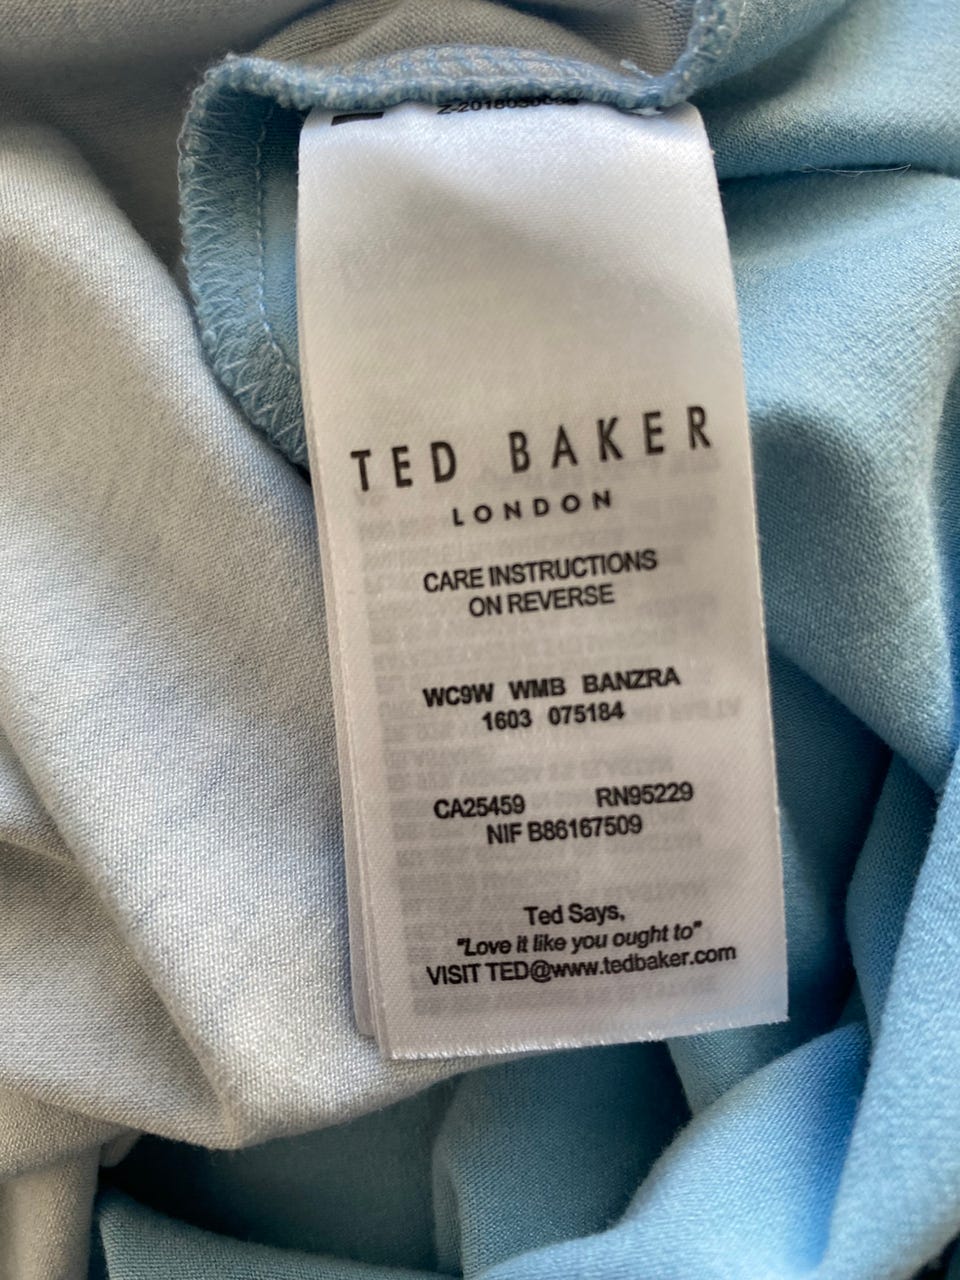 TED BAKER
LONDON
CARE INSTRUCTIONS
ON REVERSE
WC9W WMB BANZRA
1603 075184
CA25459 RN95229
NIF B86167509
Ted Says,
"Love it like you ought to"
VISIT TED@www.tedbaker.com